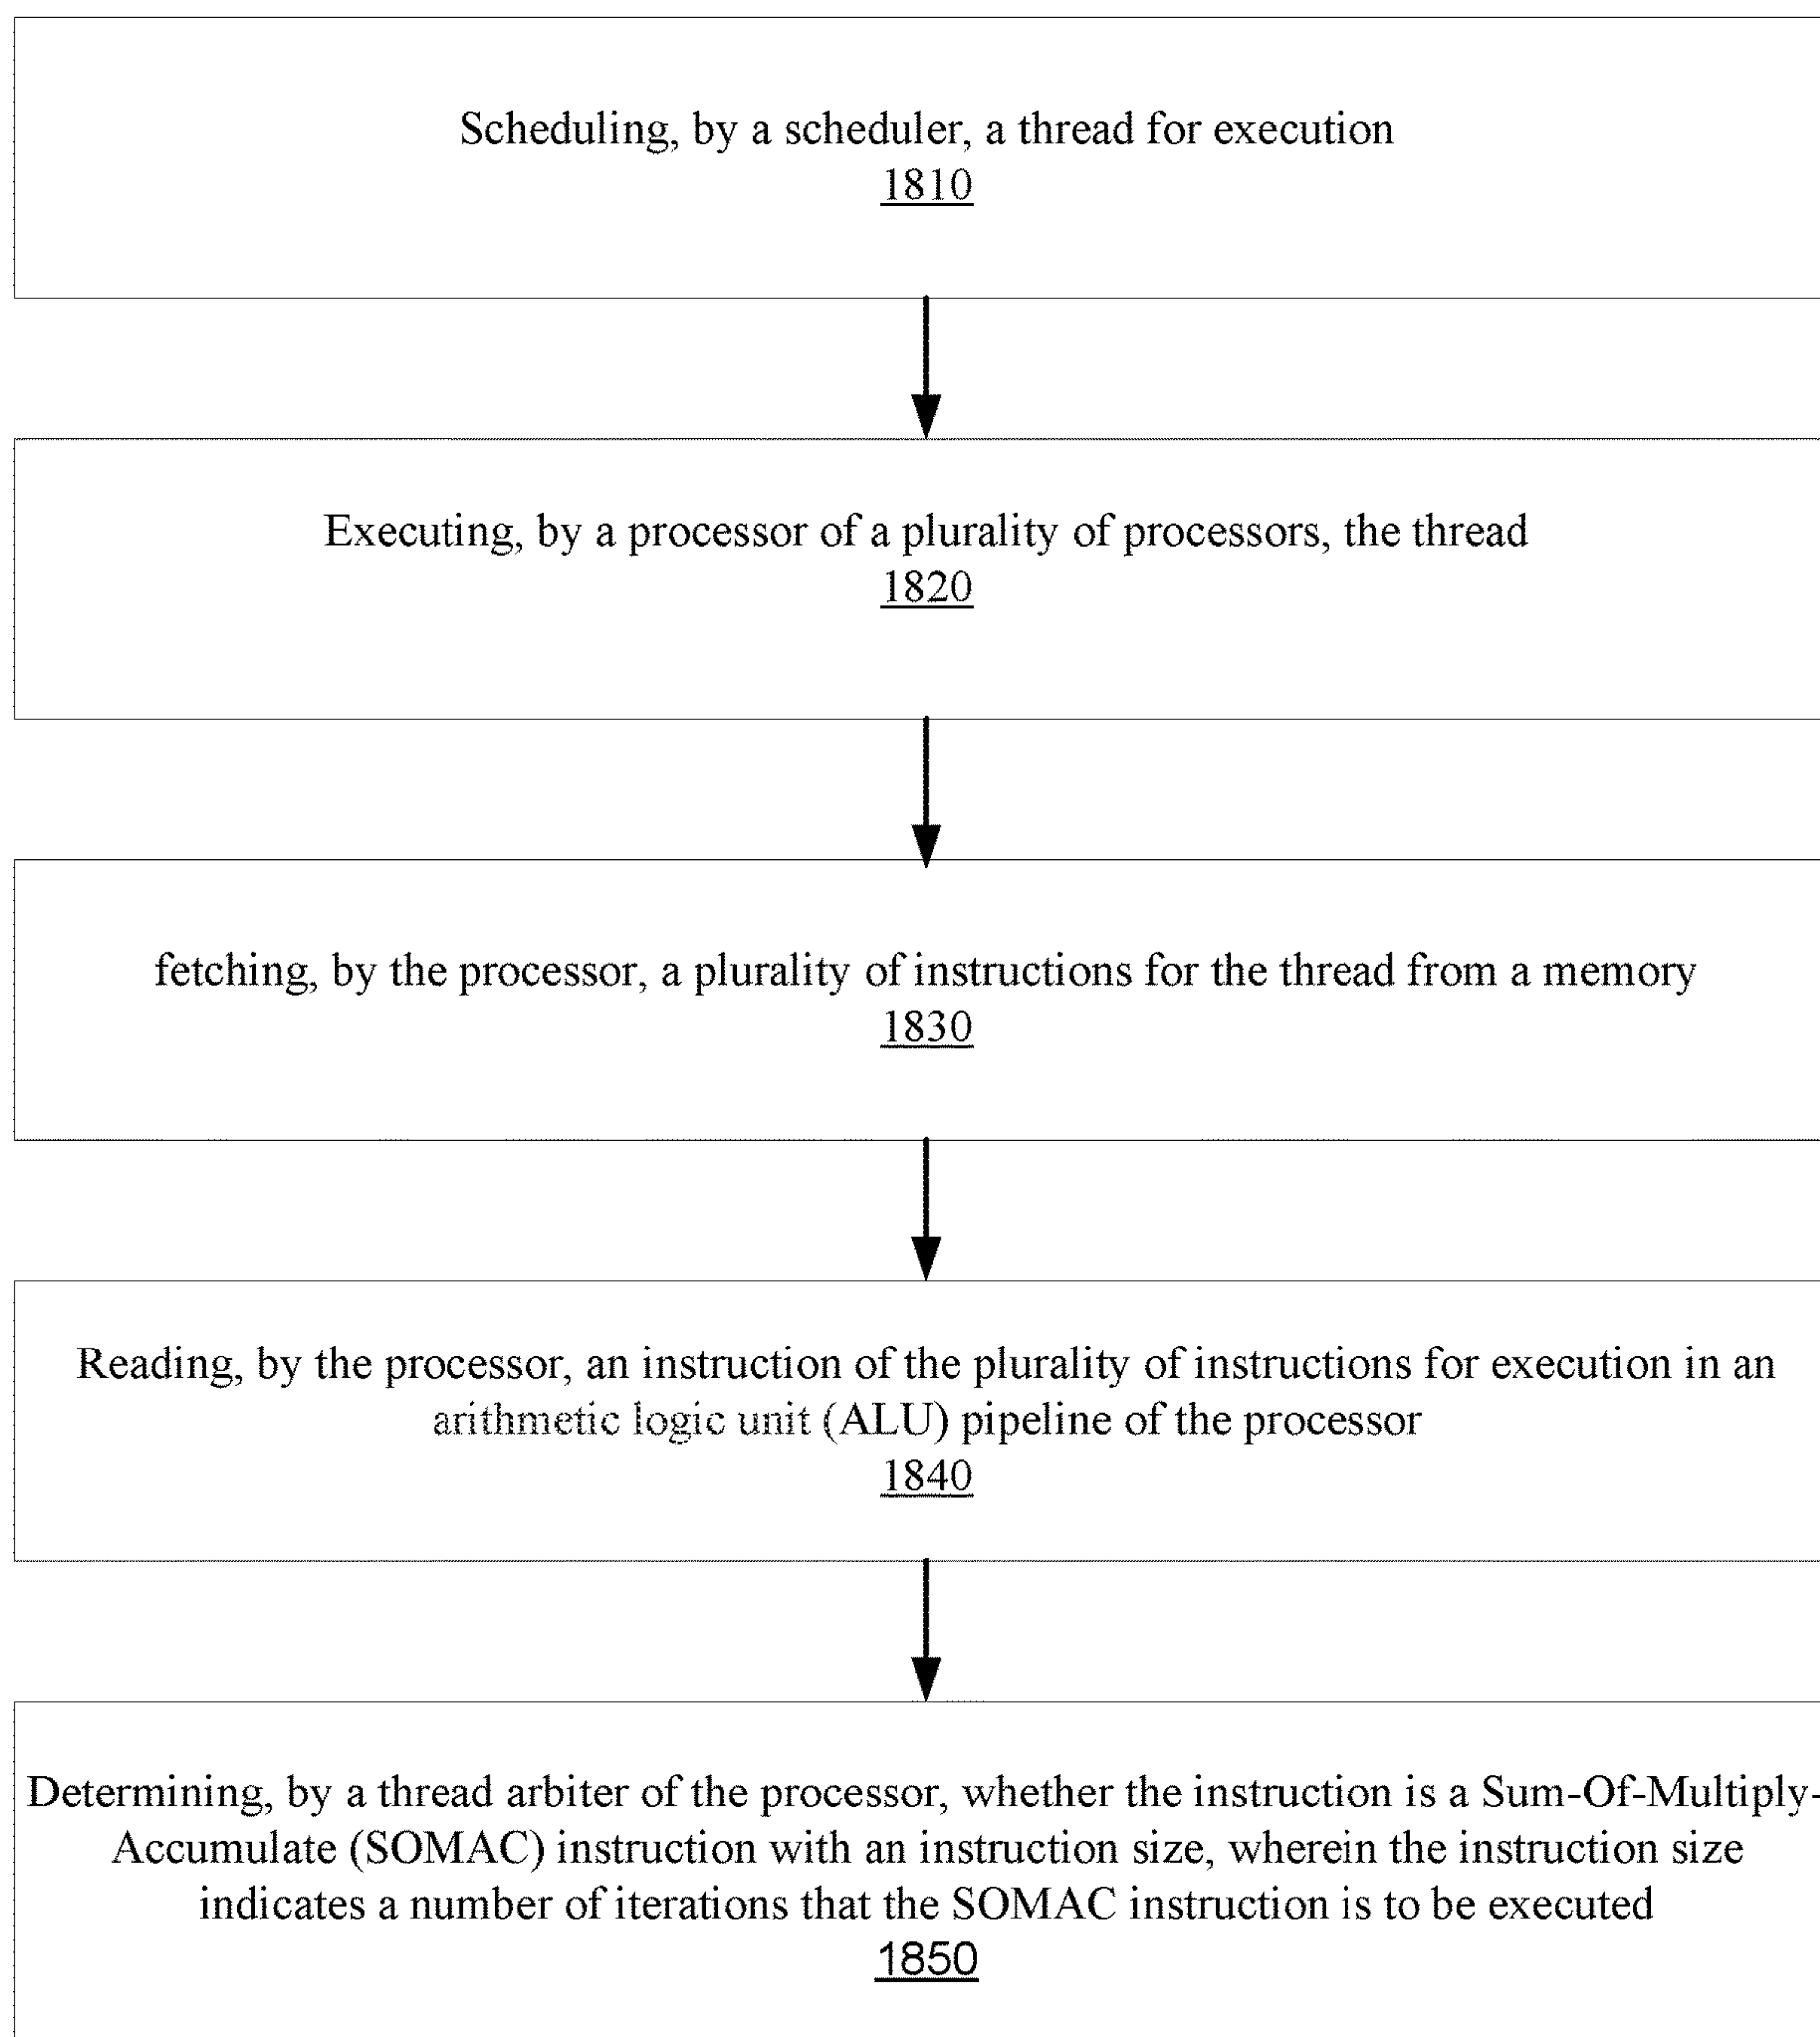 Scheduling, by a scheduler, a thread for execution
1810
Executing, by a processor of a plurality of processors, the thread
1820
fetching, by the processor, a plurality of instructions for the thread from a memory
1830
Reading, by the processor, an instruction of the plurality of instructions for execution in an
arithmetic logic unit (ALU) pipeline of the processor
1840
Determining, by a thread arbiter of the processor, whether the instruction is a Sum-Of-Multiply-
Accumulate (SOMAC) instruction with an instruction size, wherein the instruction size
indicates a number of iterations that the SOMAC instruction is to be executed
1850